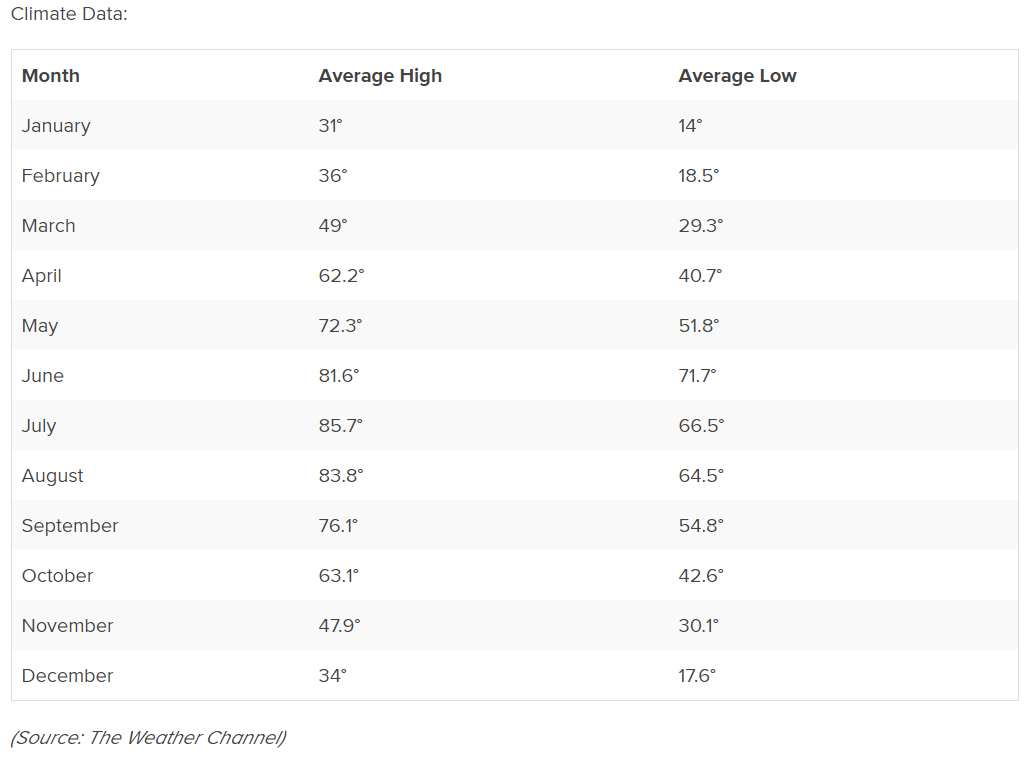 Climate Data:
Month Average High Average Low
January 31° 14°
February 36° 18.5°
March 49° 29.3°
April 62.2° 40.7°
May 72.3° 51.8°
June 81.6° 71.7°
July 85.7° 66.5°
August 83.8° 64.5°
September 76.1° 54.8°
October 63.1° 42.6°
November 47.9° 30.1°
December 34° 17.6°
(Source: The Weather Channel)